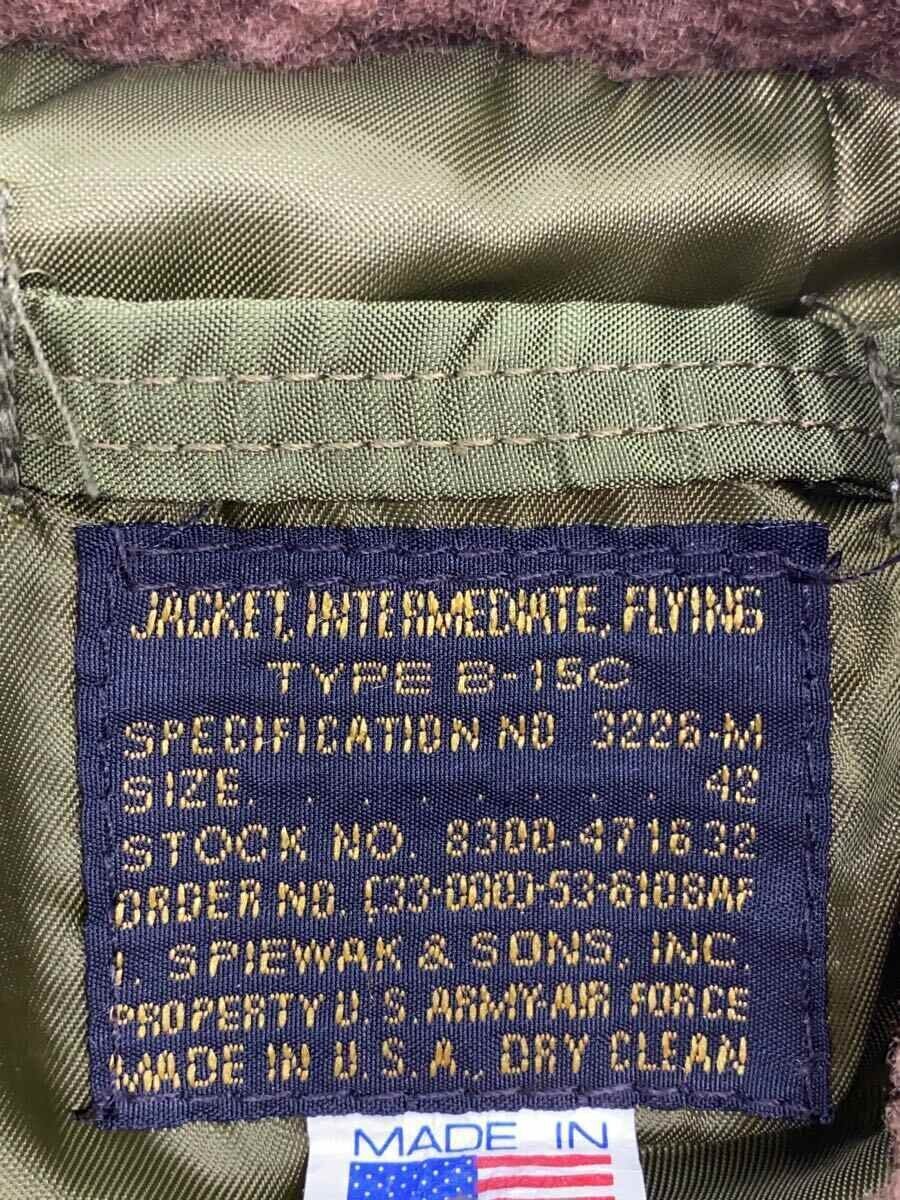 JACKET, INTERMEDIATE, FLYING
TYPE B-15C
SPECIFICATION NO 3226-M
SIZE. . . . . . . . 42
STOCK NO. 8300-471632
ORDER NO. (33-000)-53-6108AF
I. SPIEWAK & SONS, INC.
PROPERTY U.S. ARMY-AIR FORCE
MADE IN U.S.A., DRY CLEAN
MADE IN